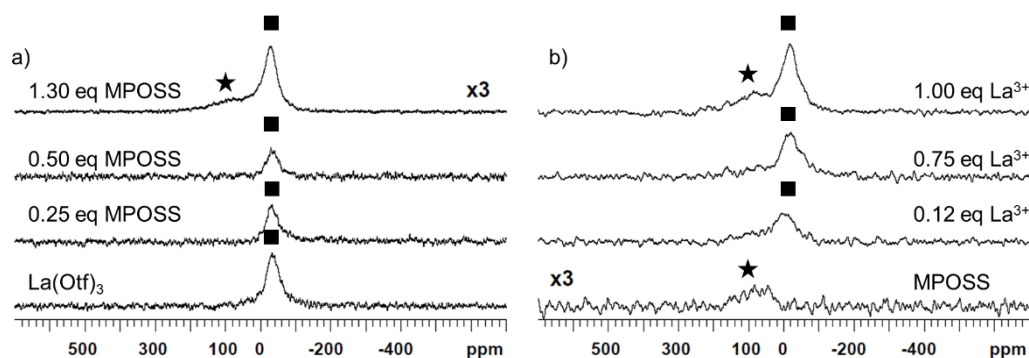 a)
1.30 eq MPOSS
x3
0.50 eq MPOSS
0.25 eq MPOSS
La(Otf)₃
500 300 100 0 -200 -400 ppm
b)
1.00 eq La³⁺
0.75 eq La³⁺
0.12 eq La³⁺
x3
MPOSS
500 300 100 0 -200 -400 ppm